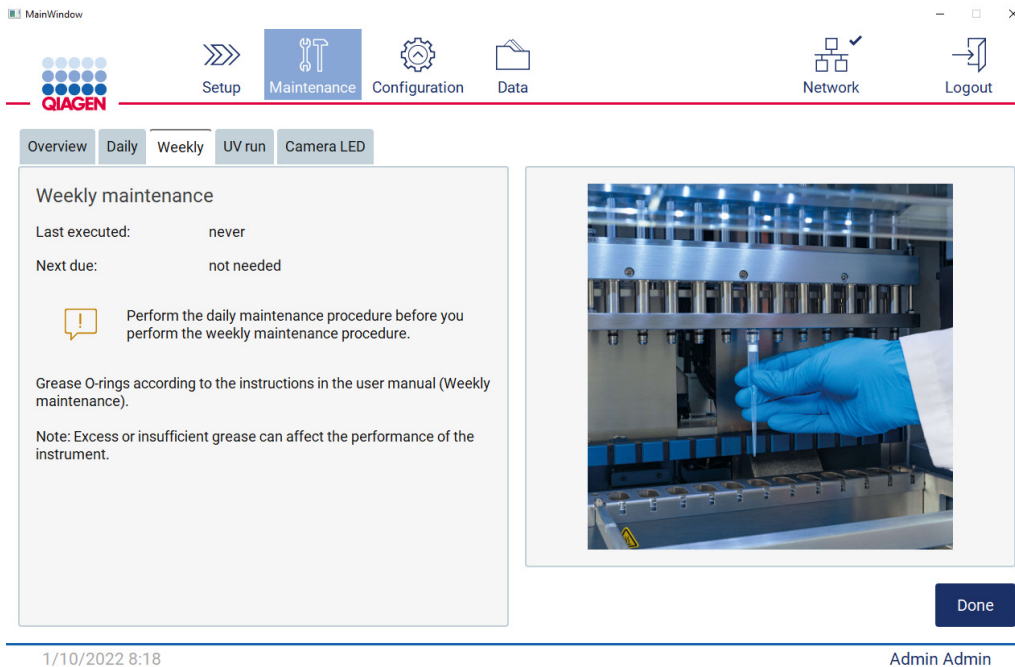 MainWindow
QIAGEN
Setup
Maintenance
Configuration
Data
Network
Logout
Overview
Daily
Weekly
UV run
Camera LED
Weekly maintenance
Last executed: never
Next due: not needed
! Perform the daily maintenance procedure before you
perform the weekly maintenance procedure.
Grease O-rings according to the instructions in the user manual (Weekly
maintenance).
Note: Excess or insufficient grease can affect the performance of the
instrument.
Done
1/10/2022 8:18
Admin Admin